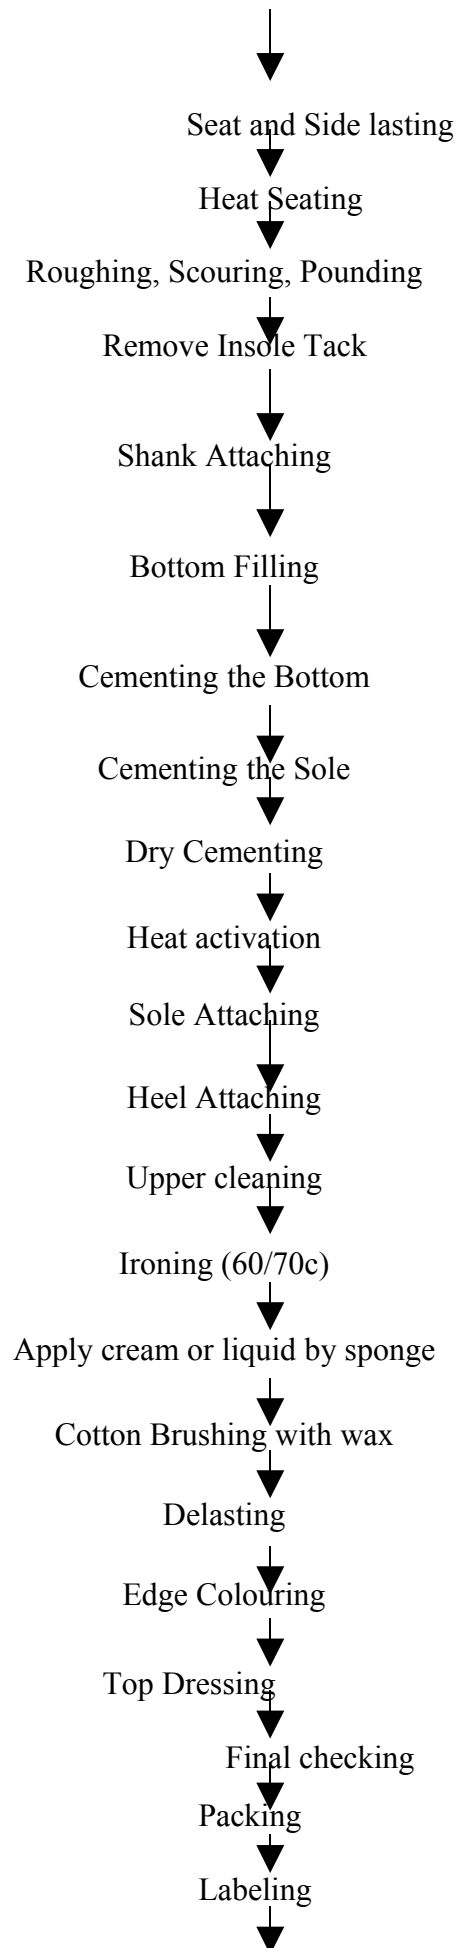 Seat and Side lasting
Heat Seating
Roughing, Scouring, Pounding
Remove Insole Tack
Shank Attaching
Bottom Filling
Cementing the Bottom
Cementing the Sole
Dry Cementing
Heat activation
Sole Attaching
Heel Attaching
Upper cleaning
Ironing (60/70c)
Apply cream or liquid by sponge
Cotton Brushing with wax
Delasting
Edge Colouring
Top Dressing
Final checking
Packing
Labeling